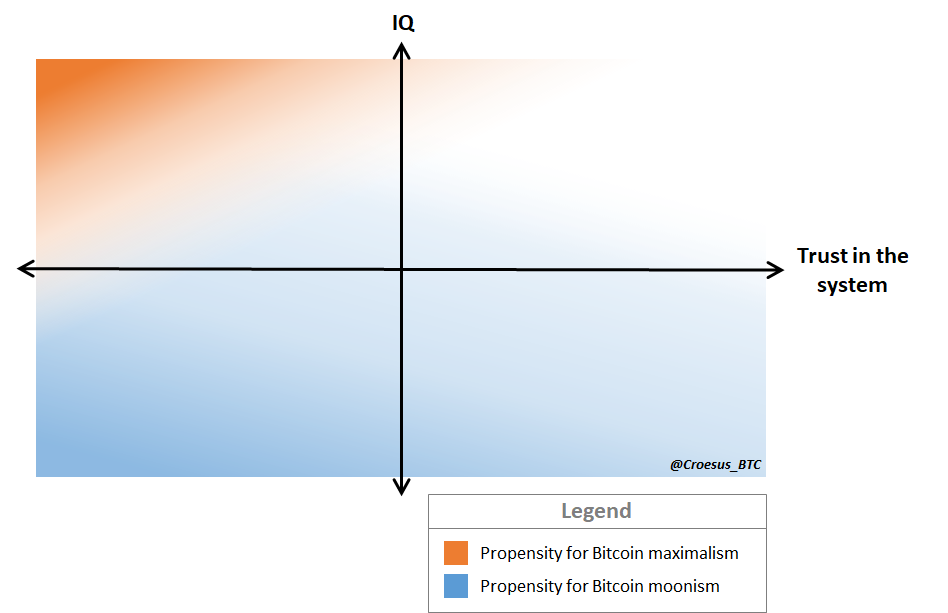 IQ
Trust in the
system
@Croesus_BTC
Legend
Propensity for Bitcoin maximalism
Propensity for Bitcoin moonism